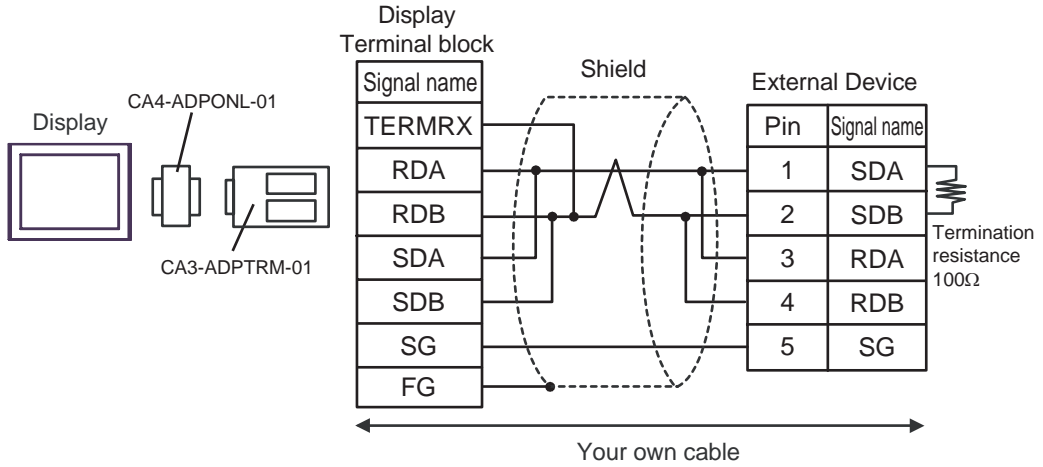 Display
Terminal block
Signal name
TERMRX
RDA
RDB
SDA
SDB
SG
FG
Shield
External Device
Pin Signal name
1 SDA
2 SDB
3 RDA
4 RDB
5 SG
Termination
resistance
100Ω
CA4-ADPONL-01
Display
CA3-ADPTRM-01
Your own cable